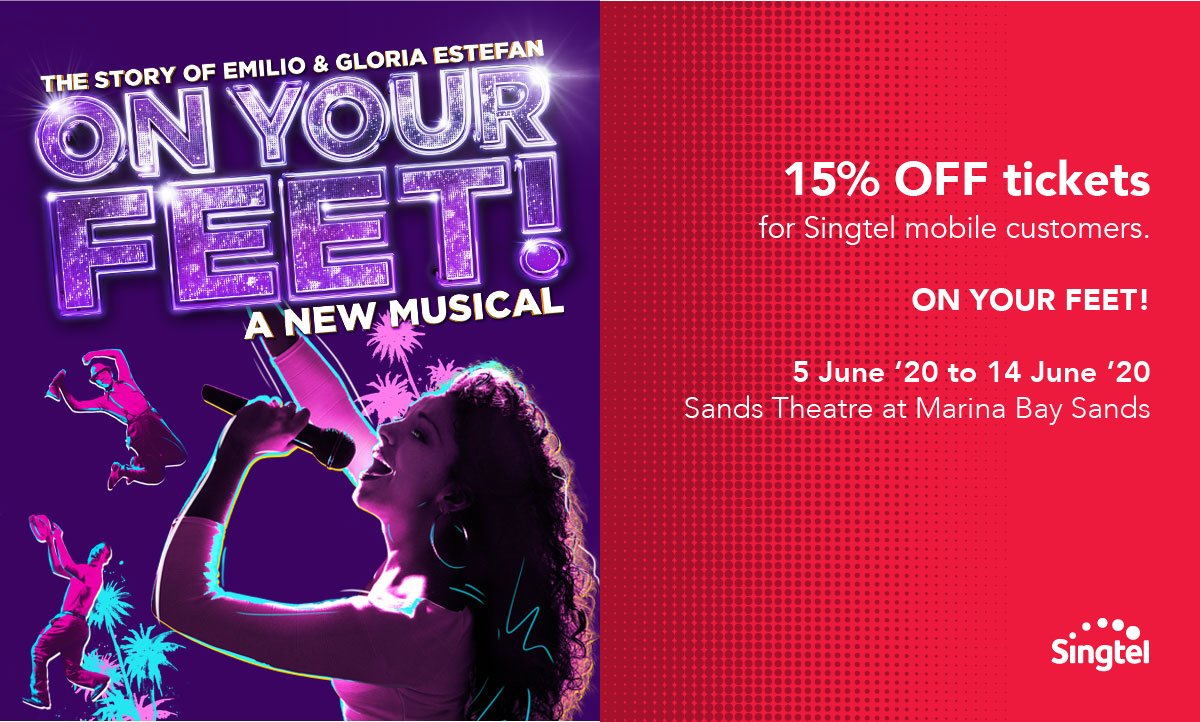 THE STORY OF EMILIO & GLORIA ESTEFAN
ON YOUR
FEET!
A NEW MUSICAL
15% OFF tickets
for Singtel mobile customers.
ON YOUR FEET!
5 June ’20 to 14 June ’20
Sands Theatre at Marina Bay Sands
Singtel